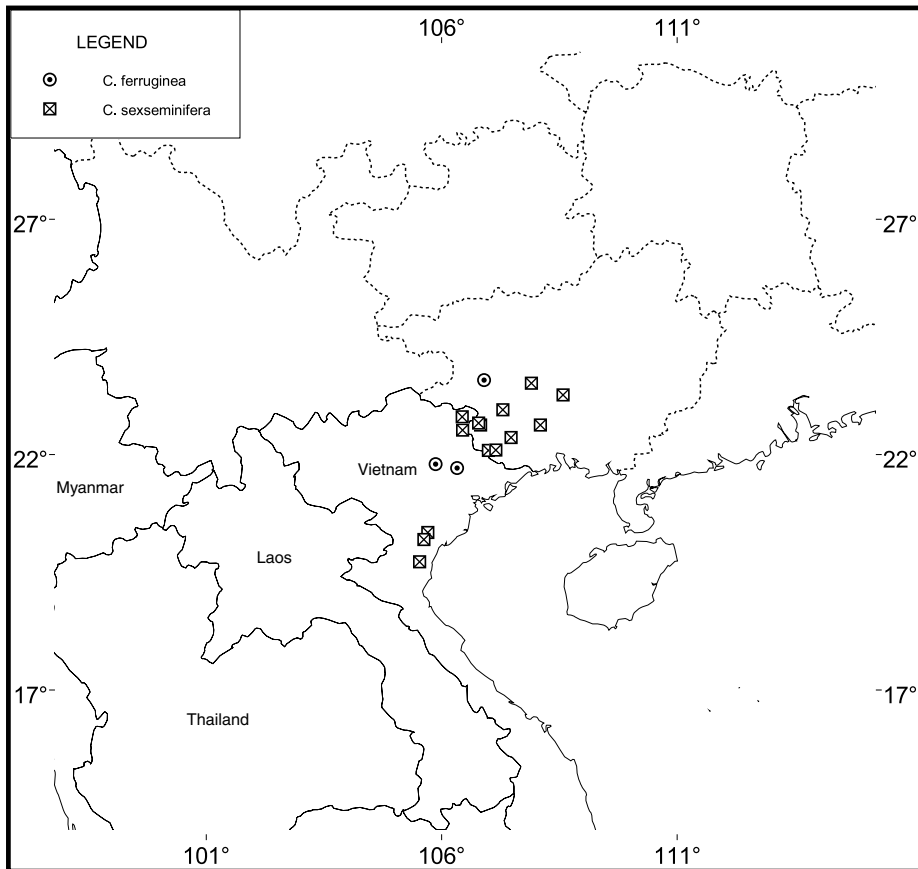 106° 111°
LEGEND
C. ferruginea
C. sexseminifera
27° 27°
22° 22°
Vietnam
Myanmar
Laos
17° 17°
Thailand
101° 106° 111°